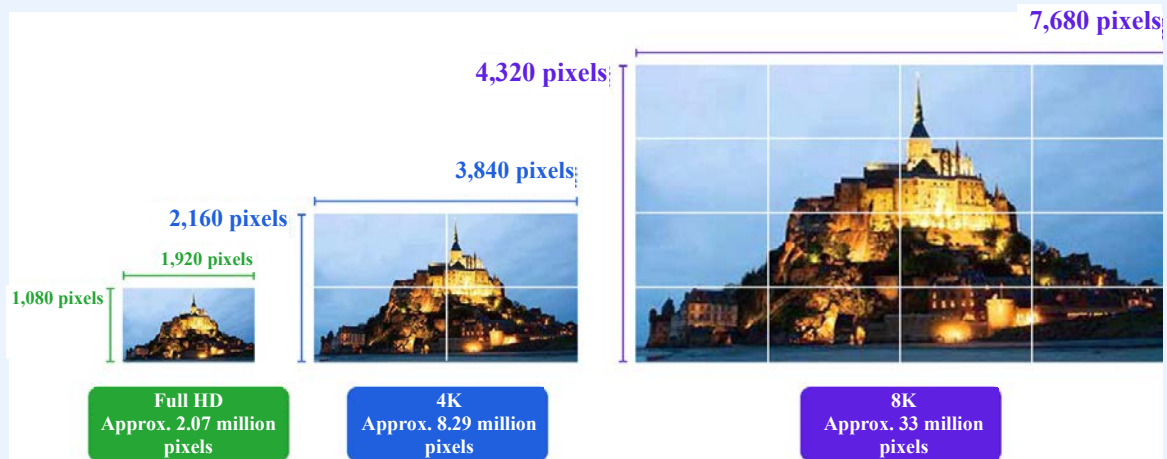 7,680 pixels
4,320 pixels
3,840 pixels
2,160 pixels
1,920 pixels
1,080 pixels
Full HD
Approx. 2.07 million
pixels
4K
Approx. 8.29 million
pixels
8K
Approx. 33 million
pixels